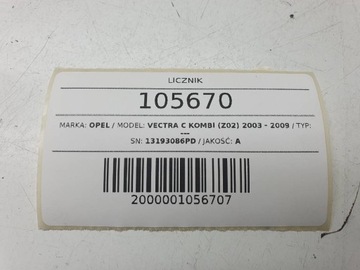 LICZNIK
105670
MARKA: OPEL / MODEL: VECTRA C KOMBI (Z02) 2003 - 2009 / TYP:
---
SN: 13193086PD / JAKOŚĆ: A
2000001056707